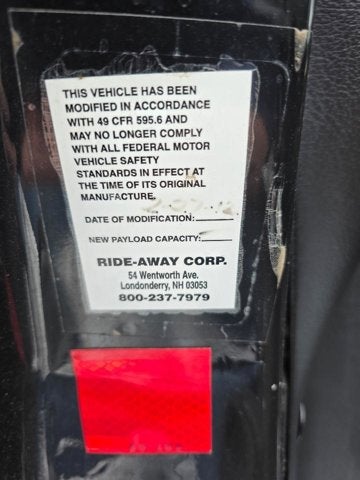 THIS VEHICLE HAS BEEN
MODIFIED IN ACCORDANCE
WITH 49 CFR 595.6 AND
MAY NO LONGER COMPLY
WITH ALL FEDERAL MOTOR
VEHICLE SAFETY
STANDARDS IN EFFECT AT
THE TIME OF ITS ORIGINAL
MANUFACTURE.
DATE OF MODIFICATION:
NEW PAYLOAD CAPACITY:
RIDE-AWAY CORP.
54 Wentworth Ave.
Londonderry, NH 03053
800-237-7979